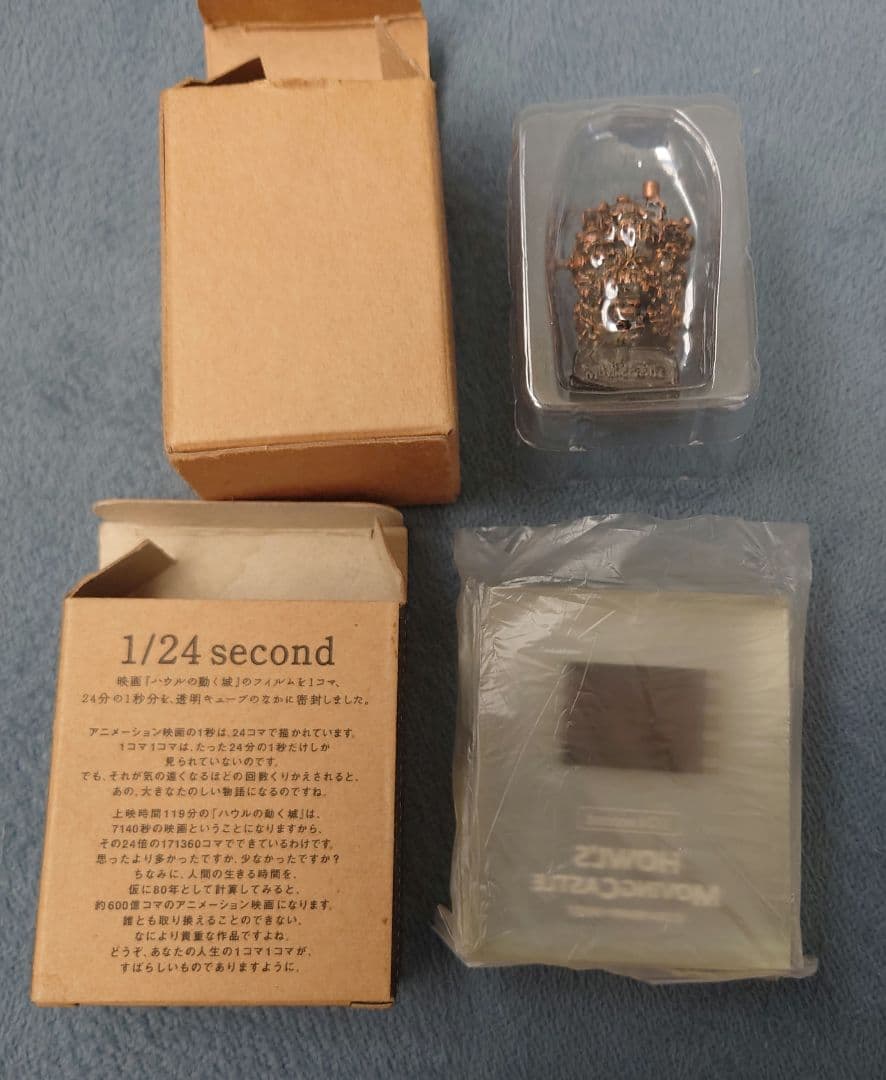 1/24 second
映画『ハウルの動く城』のフィルムを1コマ、
24分の1秒分を、透明キューブのなかに密封しました。
アニメーション映画の1秒は、24コマで描かれています。
1コマ1コマは、たった24分の1秒だけしか
見られていないのです。
でも、それが気の遠くなるほどの回数くりかえされると、
あの、大きなたのしい物語になるのですね。
上映時間119分の『ハウルの動く城』は、
7140秒の映画ということになりますから、
その24倍の171360コマでできているわけです。
思ったより多かったですか、少なかったですか？
ちなみに、人間の生きる時間を、
仮に80年として計算してみると、
約600億コマのアニメーション映画になります。
誰とも取り換えることのできない、
なにより貴重な作品ですよね。
どうぞ、あなたの人生の1コマ1コマが、
すばらしいものでありますように。
HOWL'S
MOVING CASTLE